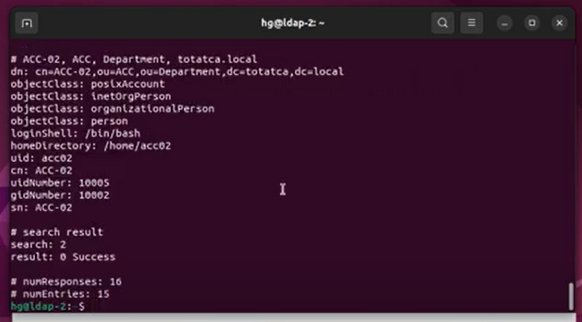 hg@ldap-2: ~
# ACC-02, ACC, Department, totatca.local
dn: cn=ACC-02,ou=ACC,ou=Department,dc=totatca,dc=local
objectClass: posixAccount
objectClass: inetOrgPerson
objectClass: organizationalPerson
objectClass: person
loginShell: /bin/bash
homeDirectory: /home/acc02
uid: acc02
cn: ACC-02
uidNumber: 10005
gidNumber: 10002
sn: ACC-02
# search result
search: 2
result: 0 Success
# numResponses: 16
# numEntries: 15
hg@ldap-2:~$